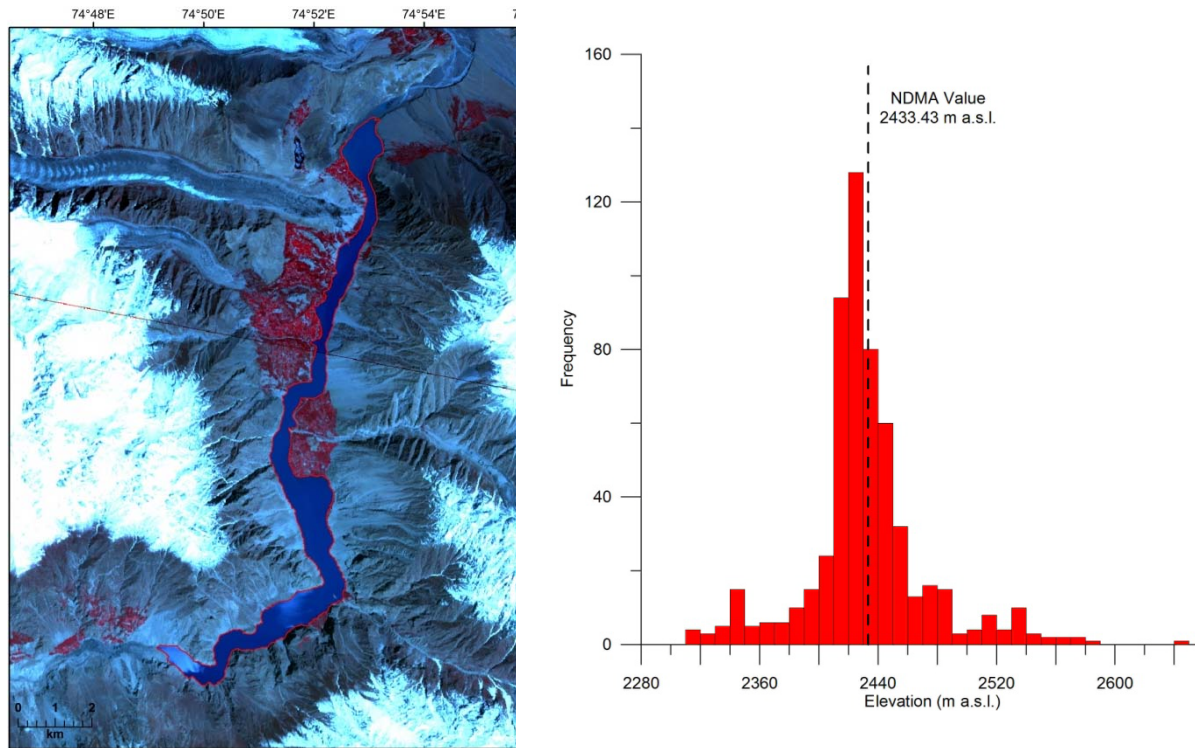 74°48'E 74°50'E 74°52'E 74°54'E 7
0 1 2
km
160
120
80
40
0
Frequency
NDMA Value
2433.43 m a.s.l.
2280 2360 2440 2520 2600
Elevation (m a.s.l.)